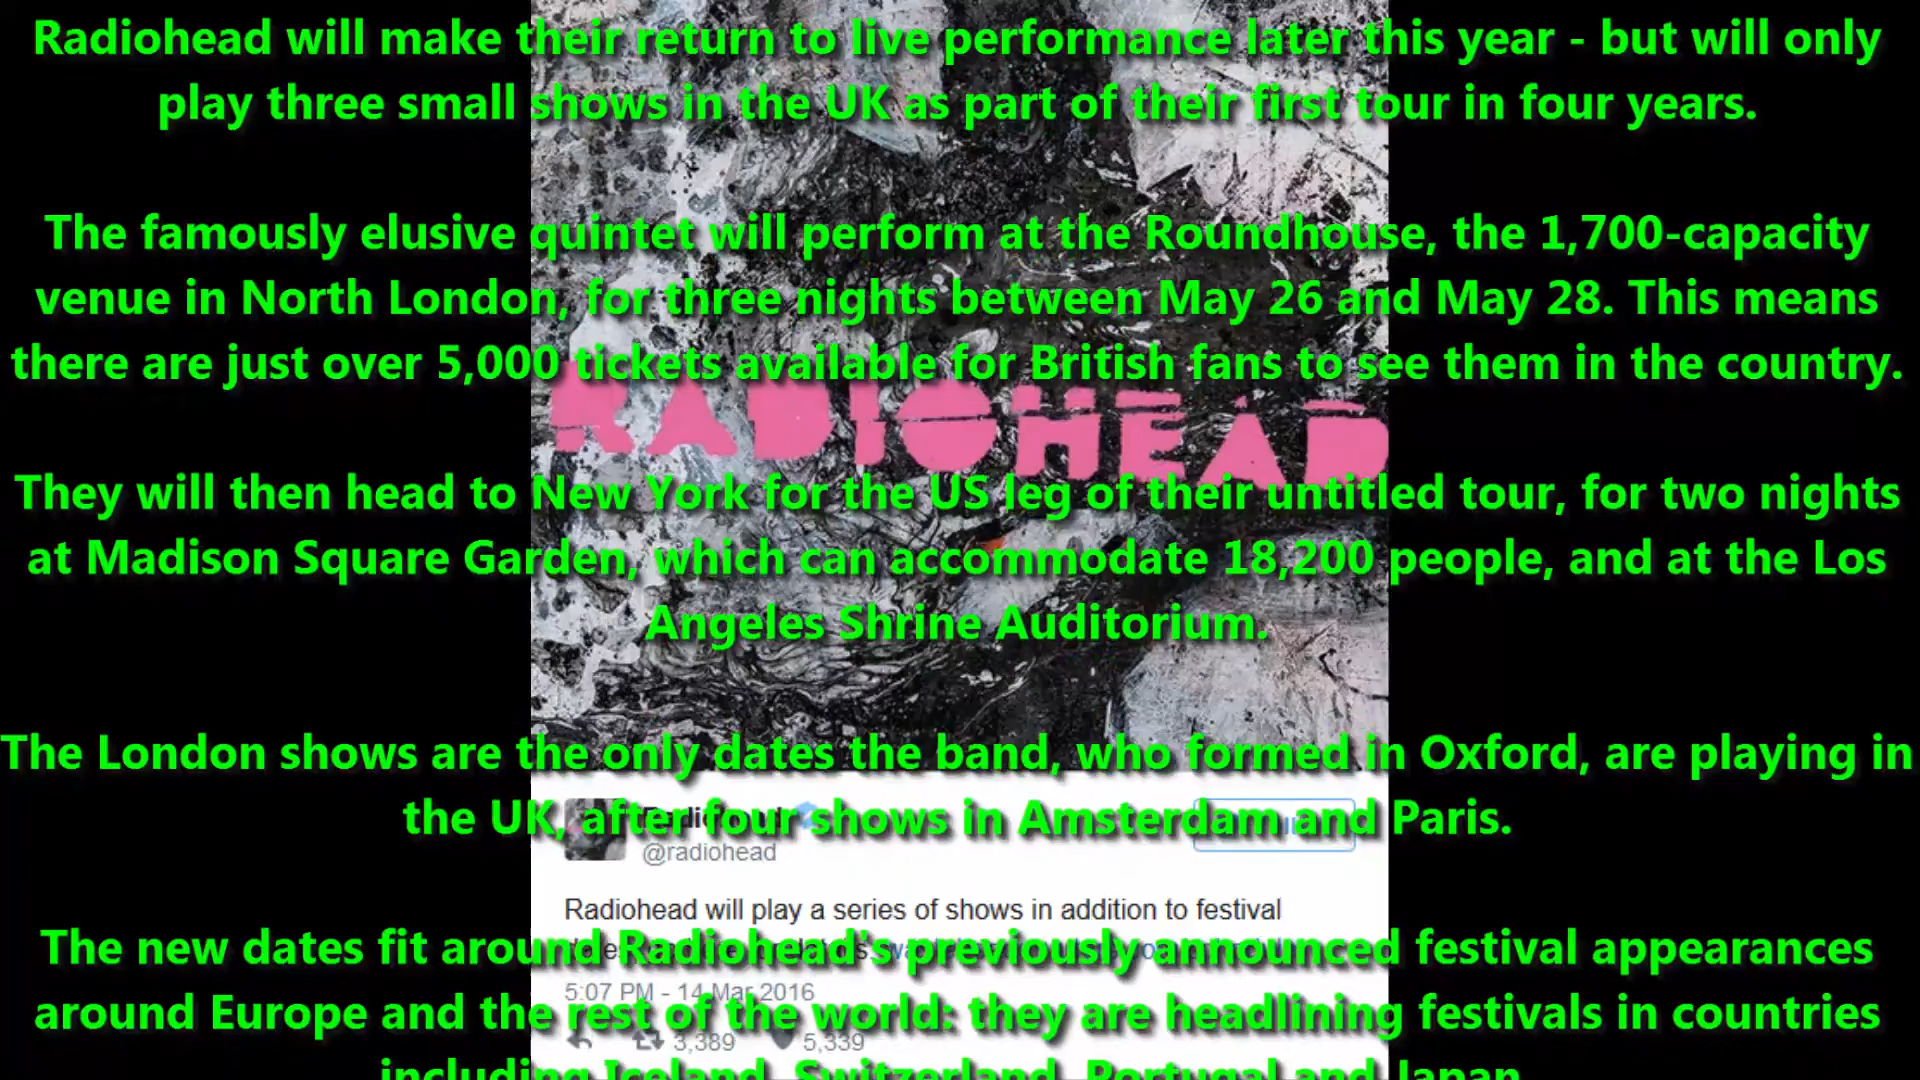 Radiohead will make their return to live performance later this year - but will only
play three small shows in the UK as part of their first tour in four years.
The famously elusive quintet will perform at the Roundhouse, the 1,700-capacity
venue in North London, for three nights between May 26 and May 28. This means
there are just over 5,000 tickets available for British fans to see them in the country.
RADIOHEAD
They will then head to New York for the US leg of their untitled tour, for two nights
at Madison Square Garden, which can accommodate 18,200 people, and at the Los
Angeles Shrine Auditorium.
The London shows are the only dates the band, who formed in Oxford, are playing in
the UK, after four shows in Amsterdam and Paris.
@radiohead
Radiohead will play a series of shows in addition to festival
The new dates fit around Radiohead's previously announced festival appearances
5:07 PM - 14 Mar 2016
around Europe and the rest of the world: they are headlining festivals in countries
3,389 5,339
including Iceland, Switzerland, Portugal and Japan